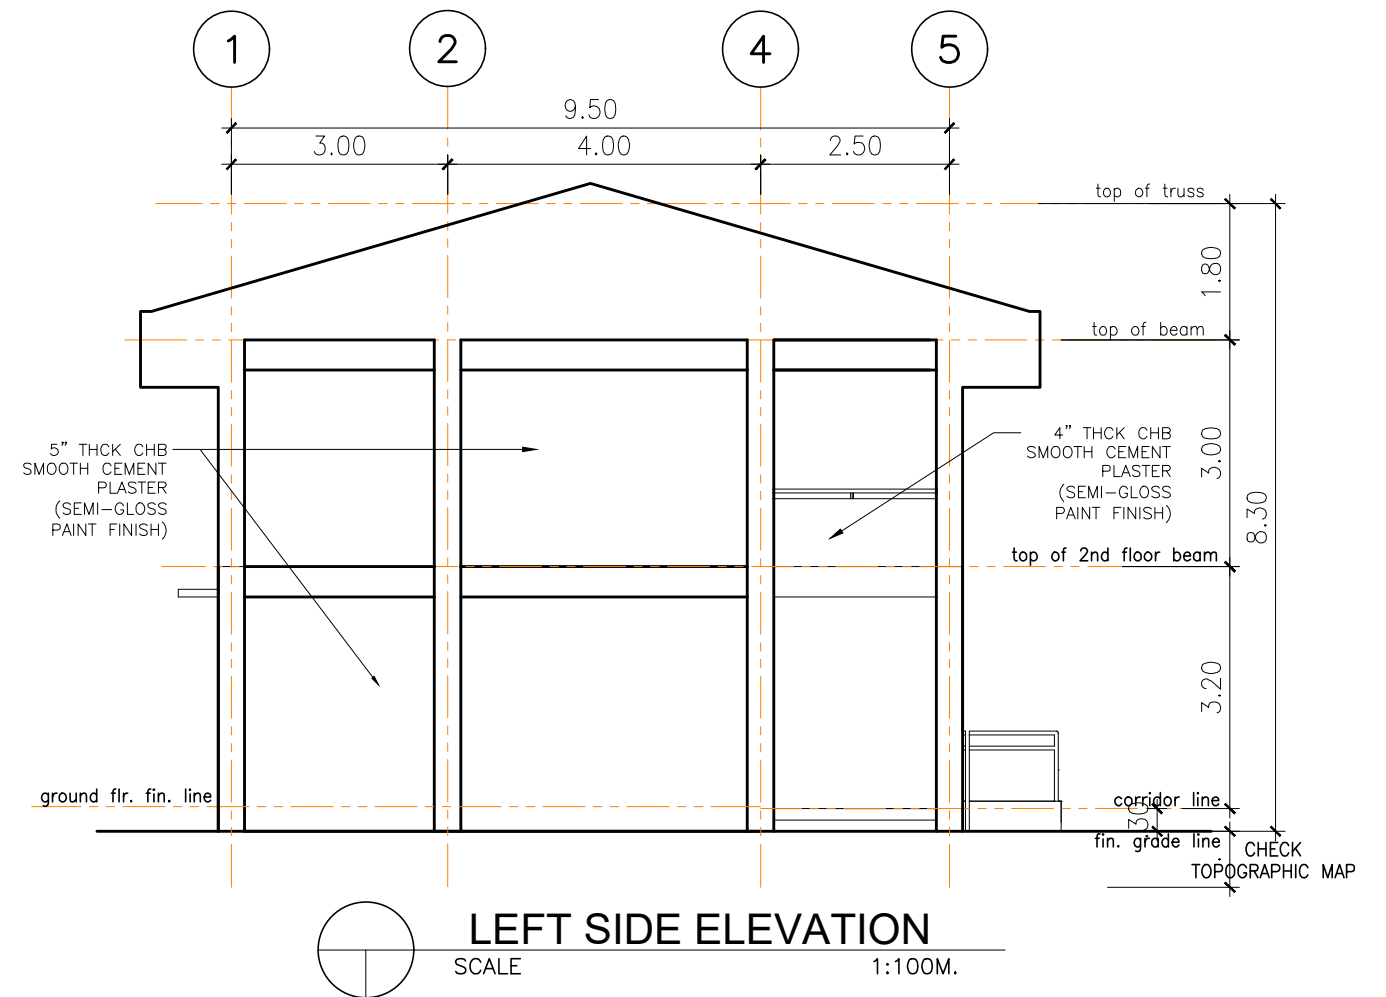 1 2 4 5
9.50
3.00 4.00 2.50
top of truss
1.80
top of beam
5” THCK CHB
SMOOTH CEMENT
PLASTER
(SEMI-GLOSS
PAINT FINISH)
4” THCK CHB
SMOOTH CEMENT
PLASTER
(SEMI-GLOSS
PAINT FINISH)
3.00
8.30
top of 2nd floor beam
3.20
ground flr. fin. line
corridor line
.30
fin. grade line
CHECK
TOPOGRAPHIC MAP
LEFT SIDE ELEVATION
SCALE 1:100M.